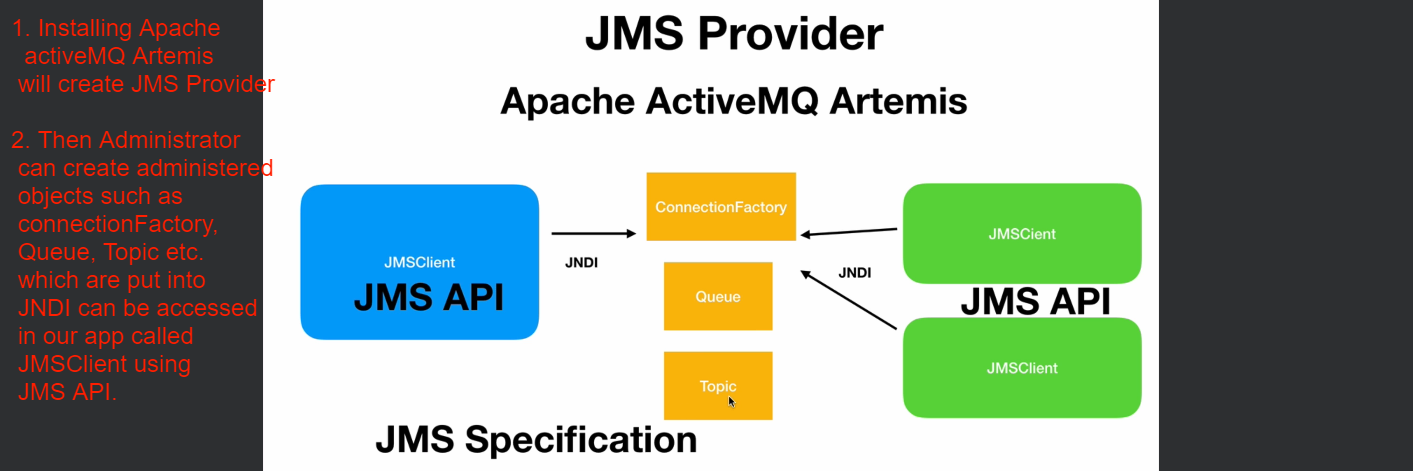 1. Installing Apache
activeMQ Artemis
will create JMS Provider
2. Then Administrator
can create administered
objects such as
connectionFactory,
Queue, Topic etc.
which are put into
JNDI can be accessed
in our app called
JMSClient using
JMS API.
JMS Provider
Apache ActiveMQ Artemis
JMSClient
JMS API
JNDI
ConnectionFactory
Queue
Topic
JNDI
JMSCient
JMS API
JMSClient
JMS Specification